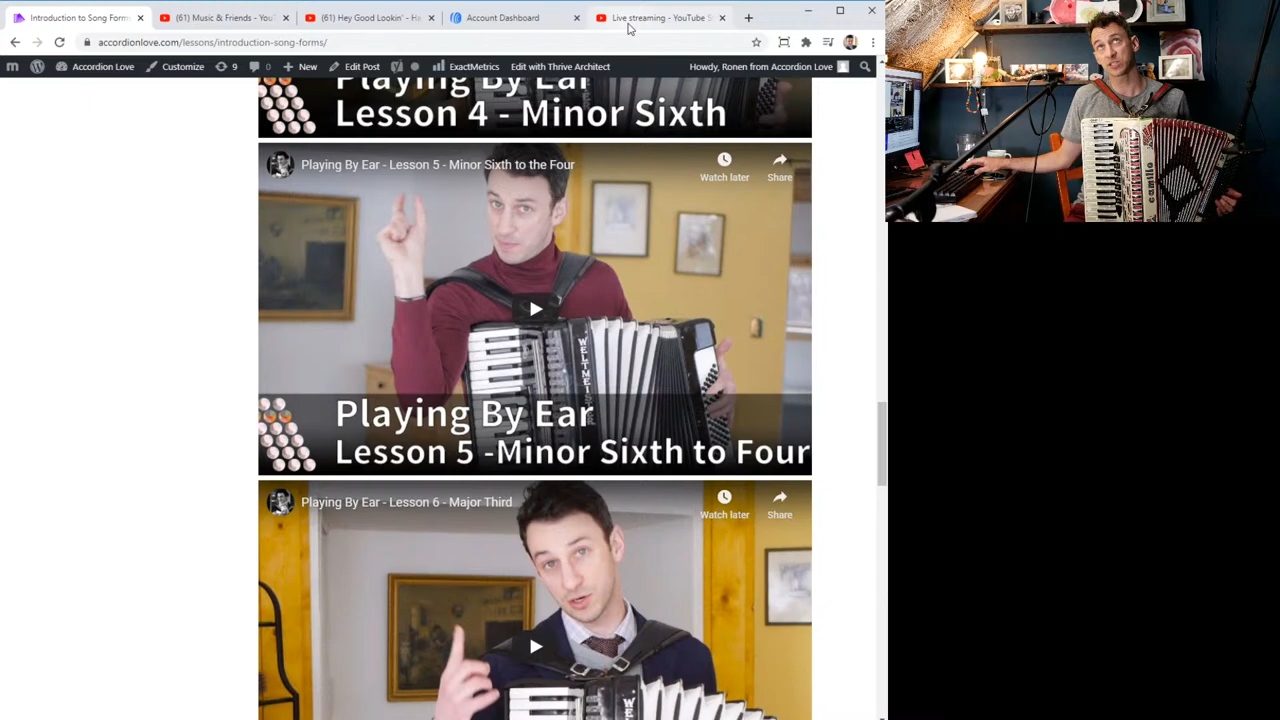 Introduction to Song Form
(61) Music & Friends - You
(61) Hey Good Lookin' - Ha
Account Dashboard
Live streaming - YouTube S
accordionlove.com/lessons/introduction-song-forms/
Accordion Love
Customize
9
0
New
Edit Post
ExactMetrics
Edit with Thrive Architect
Howdy, Ronen from Accordion Love
Playing By Ear
Lesson 4 - Minor Sixth
Playing By Ear - Lesson 5 - Minor Sixth to the Four
Watch later
Share
WELTMEIS
Playing By Ear
Lesson 5 -Minor Sixth to Four
Playing By Ear - Lesson 6 - Major Third
Watch later
Share
camillo